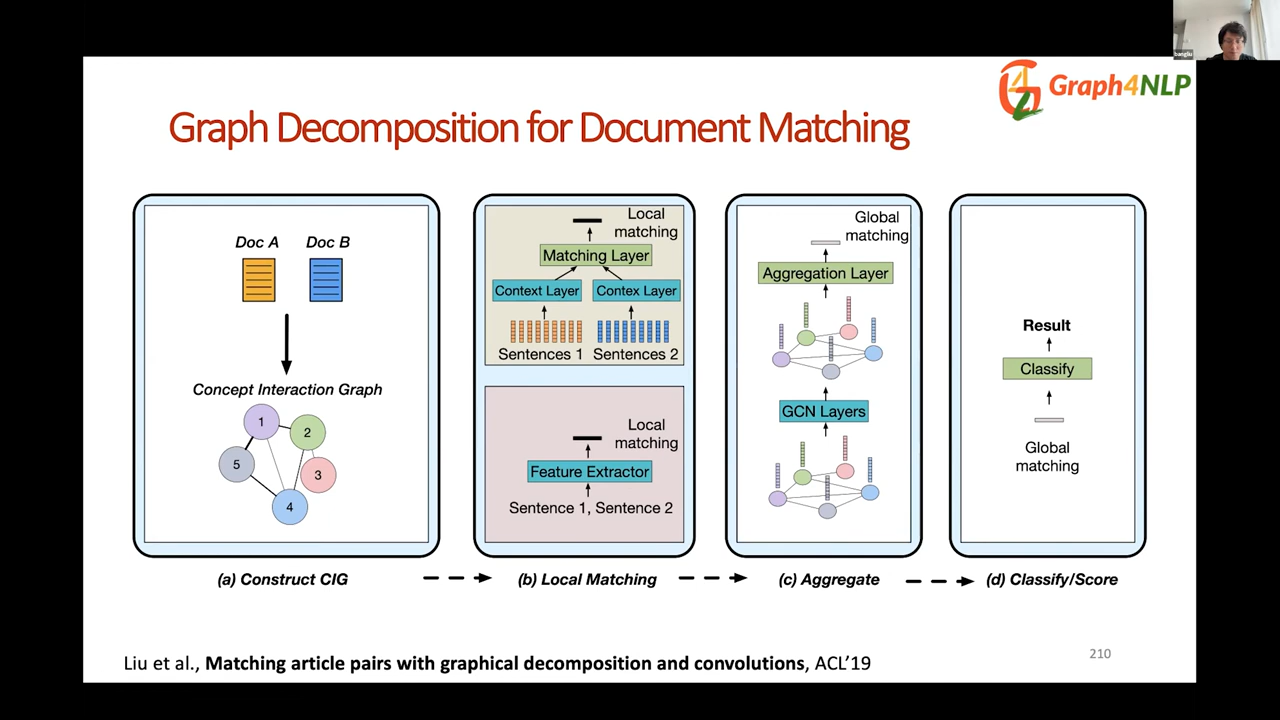 bangliu
Graph4NLP
Graph Decomposition for Document Matching
Doc A Doc B
Concept Interaction Graph
1
2
5
3
4
(a) Construct CIG
Local
matching
Matching Layer
Context Layer Contex Layer
Sentences 1 Sentences 2
Local
matching
Feature Extractor
Sentence 1, Sentence 2
(b) Local Matching
Global
matching
Aggregation Layer
GCN Layers
(c) Aggregate
Result
Classify
Global
matching
(d) Classify/Score
Liu et al., Matching article pairs with graphical decomposition and convolutions, ACL’19
210